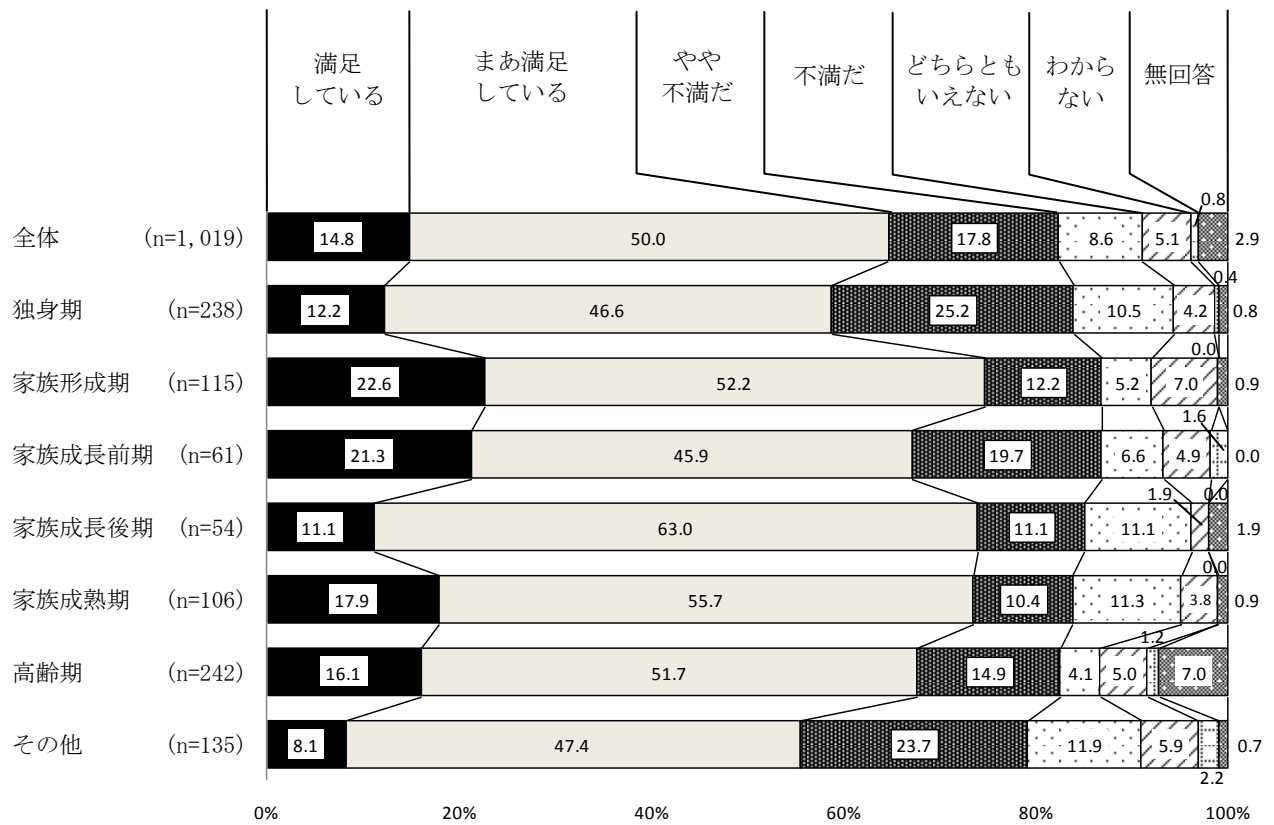 満足
している
まあ満足
している
やや
不満だ
不満だ
どちらとも
いえない
わから
ない
無回答
0.8
全体 (n=1,019) 14.8 50.0 17.8 8.6 5.1 2.9
0.4
独身期 (n=238) 12.2 46.6 25.2 10.5 4.2 0.8
0.0
家族形成期 (n=115) 22.6 52.2 12.2 5.2 7.0 0.9
1.6
家族成長前期 (n=61) 21.3 45.9 19.7 6.6 4.9 0.0
1.9 0.0
家族成長後期 (n=54) 11.1 63.0 11.1 11.1 1.9
0.0
家族成熟期 (n=106) 17.9 55.7 10.4 11.3 3.8 0.9
1.2
高齢期 (n=242) 16.1 51.7 14.9 4.1 5.0 7.0
その他 (n=135) 8.1 47.4 23.7 11.9 5.9 0.7
2.2
0% 20% 40% 60% 80% 100%